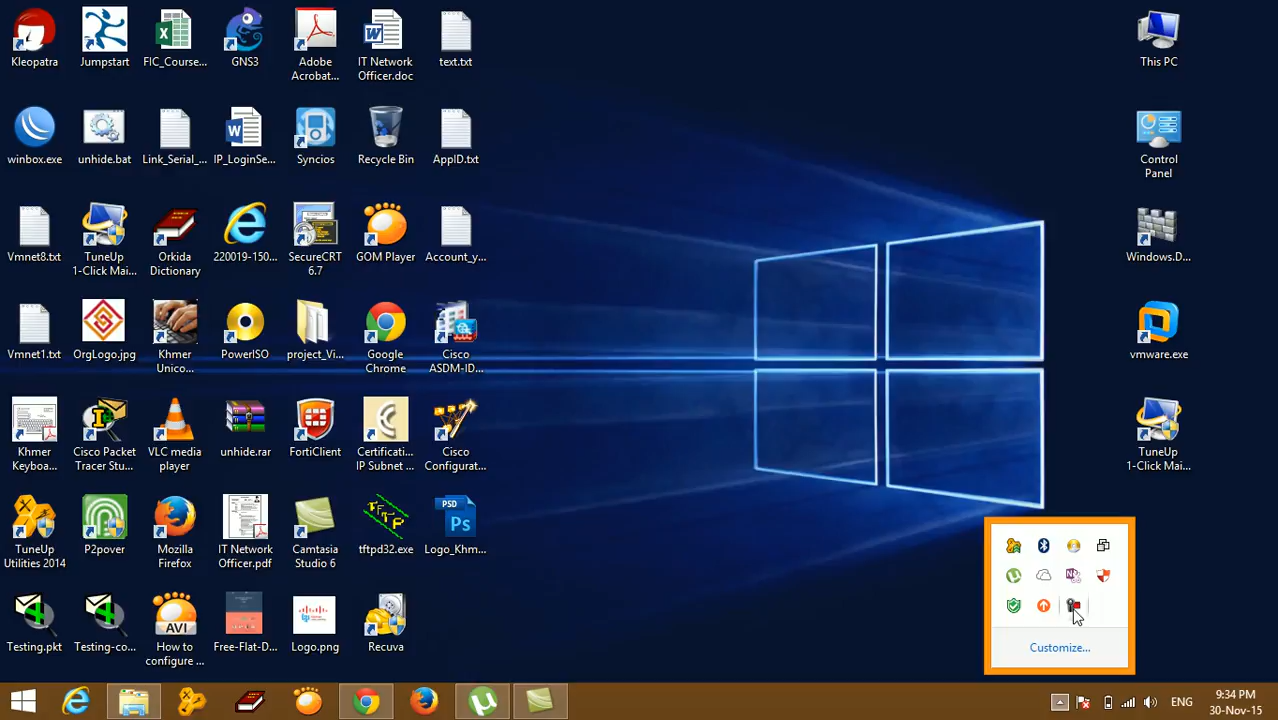 Kleopatra
Jumpstart
FIC_Course...
GNS3
Adobe
Acrobat...
IT Network
Officer.doc
text.txt
This PC
winbox.exe
unhide.bat
Link_Serial_...
IP_LoginSe...
Syncios
Recycle Bin
AppID.txt
Control
Panel
Vmnet8.txt
TuneUp
1-Click Mai...
Orkida
Dictionary
220019-150...
SecureCRT
6.7
GOM Player
Account_y...
Windows.D...
Vmnet1.txt
OrgLogo.jpg
Khmer
Unico...
PowerISO
project_Vi...
Google
Chrome
Cisco
ASDM-ID...
vmware.exe
Khmer
Keyboa...
Cisco Packet
Tracer Stu...
VLC media
player
unhide.rar
FortiClient
Certificati...
IP Subnet ...
Cisco
Configurat...
TuneUp
1-Click Mai...
TuneUp
Utilities 2014
P2pover
Mozilla
Firefox
IT Network
Officer.pdf
Camtasia
Studio 6
TFTP
tftpd32.exe
PSD
Ps
Logo_Khm...
Testing.pkt
Testing-co...
AVI
How to
configure ...
Free-Flat-D...
Logo.png
Recuva
Customize...
ENG
9:34 PM
30-Nov-15